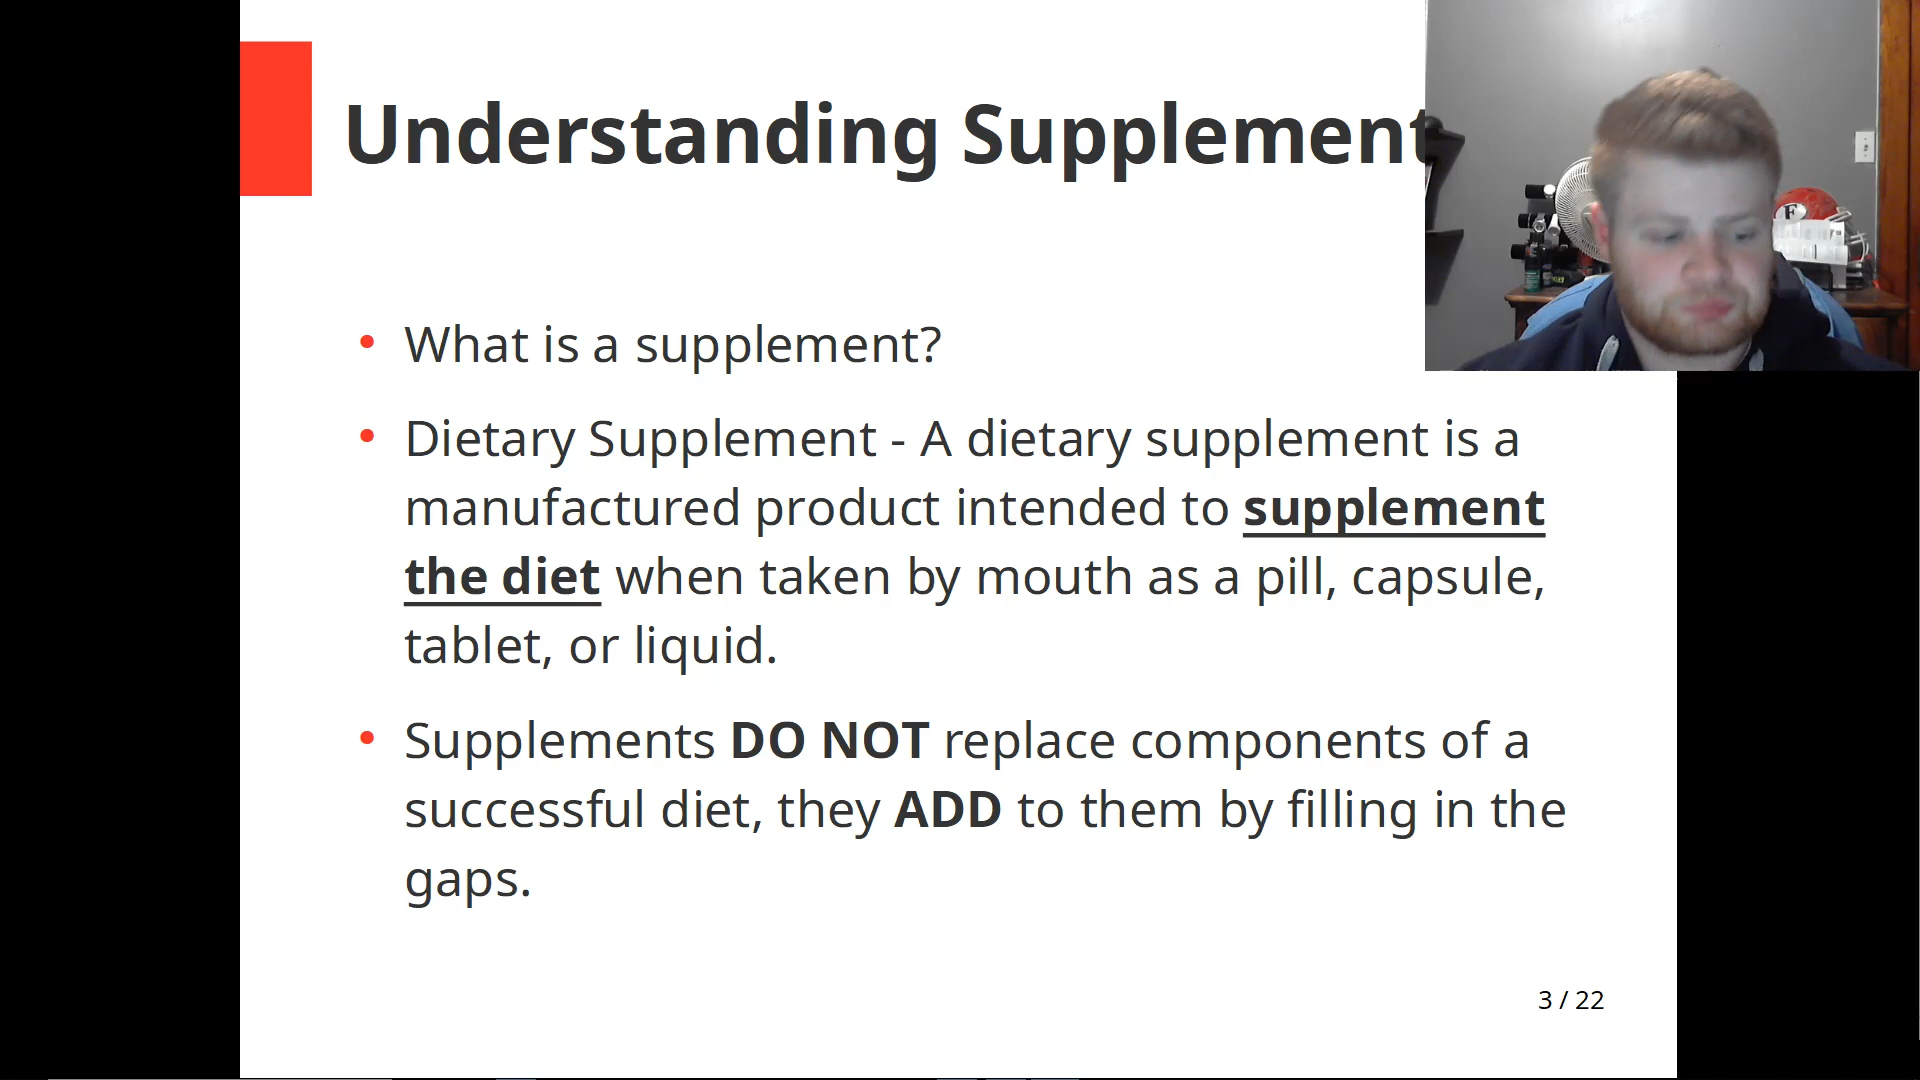 Understanding Supplement
• What is a supplement?
• Dietary Supplement - A dietary supplement is a
manufactured product intended to supplement
the diet when taken by mouth as a pill, capsule,
tablet, or liquid.
• Supplements DO NOT replace components of a
successful diet, they ADD to them by filling in the
gaps.
3 / 22
F